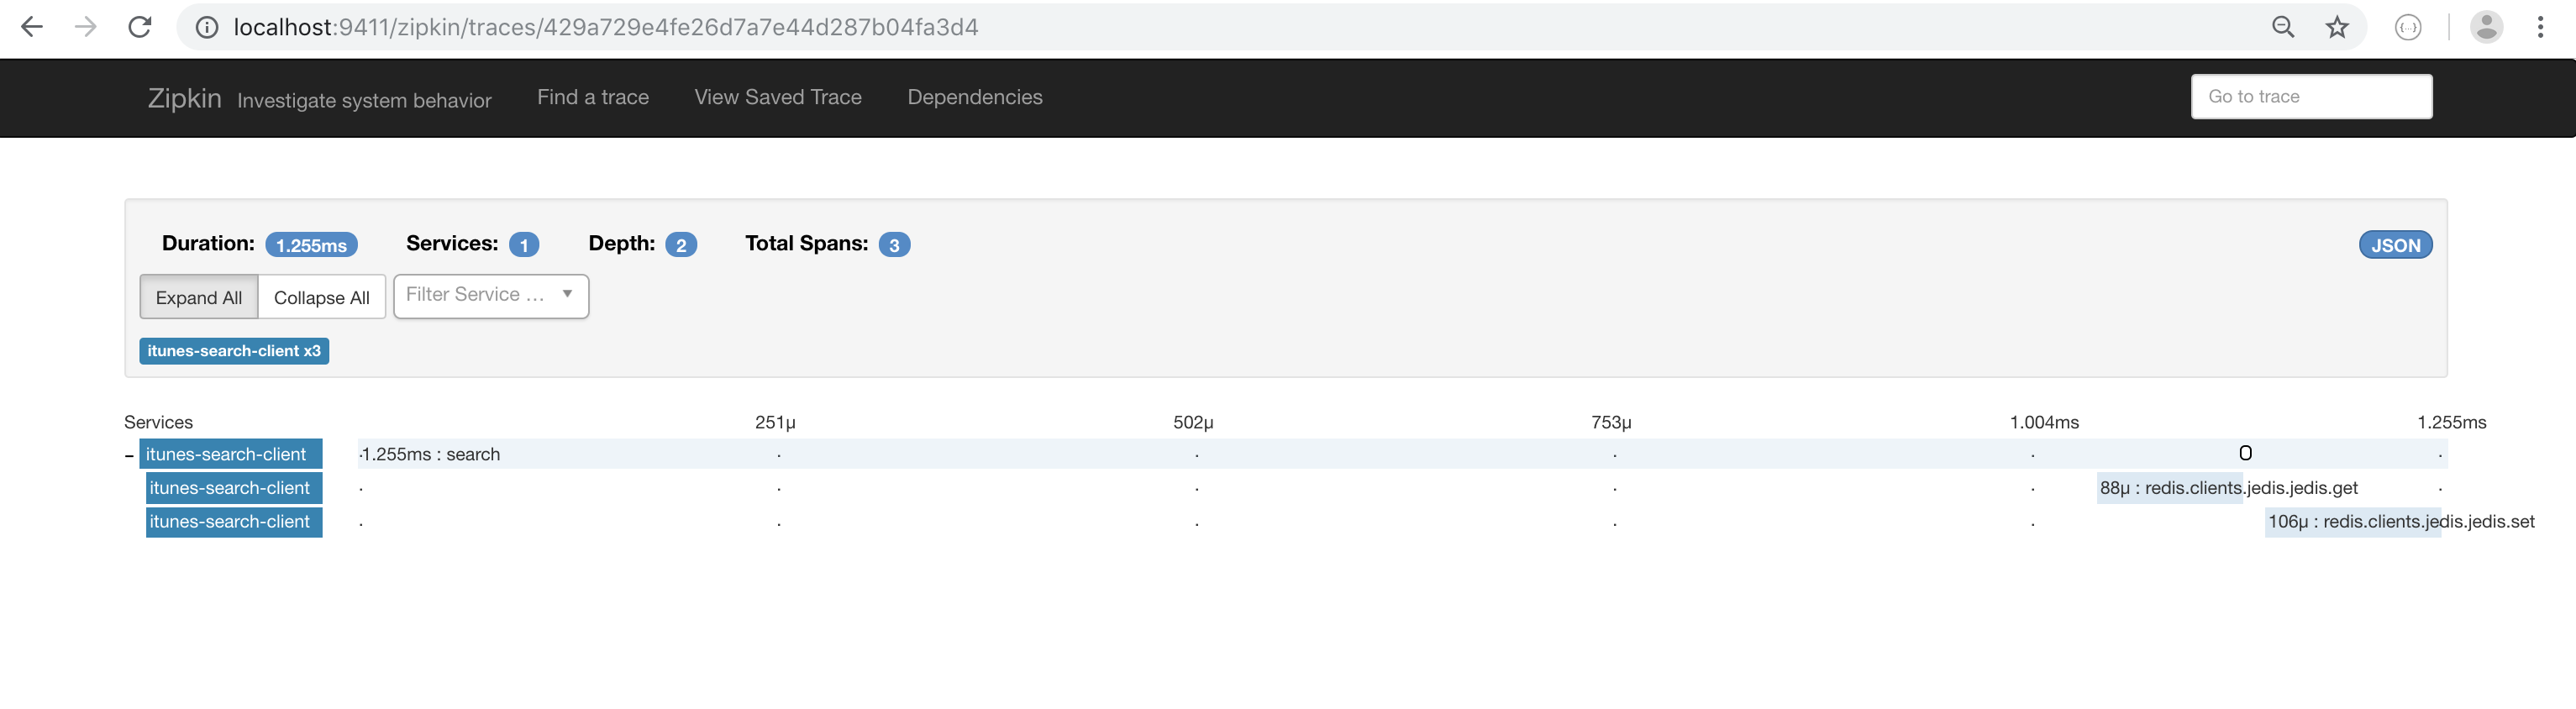 localhost:9411/zipkin/traces/429a729e4fe26d7a7e44d287b04fa3d4
Zipkin Investigate system behavior Find a trace View Saved Trace Dependencies Go to trace
Duration: 1.255ms Services: 1 Depth: 2 Total Spans: 3 JSON
Expand All Collapse All Filter Service ...
itunes-search-client x3
Services 251μ 502μ 753μ 1.004ms 1.255ms
- itunes-search-client 1.255ms : search
itunes-search-client 88μ : redis.clients.jedis.jedis.get
itunes-search-client 106μ : redis.clients.jedis.jedis.set